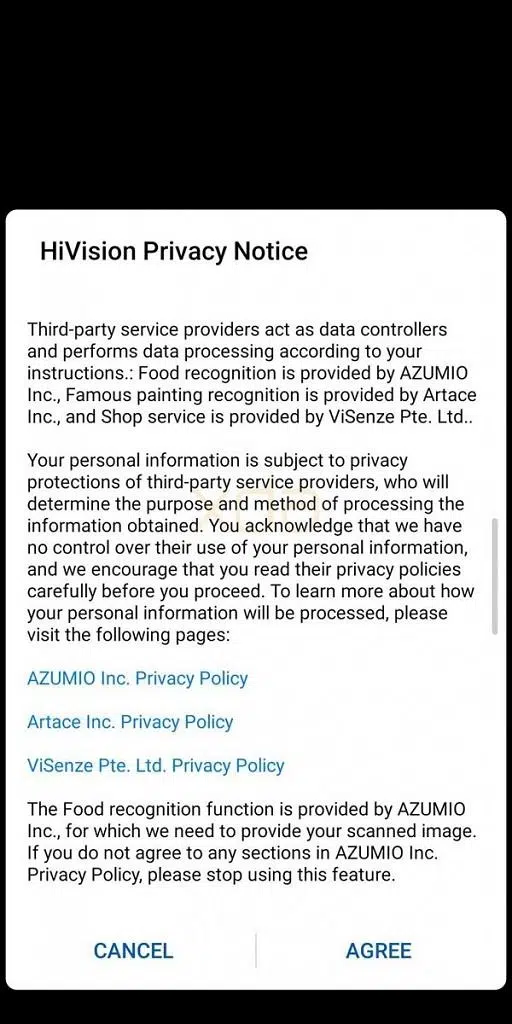 HiVision Privacy Notice
Third-party service providers act as data controllers
and performs data processing according to your
instructions.: Food recognition is provided by AZUMIO
Inc., Famous painting recognition is provided by Artace
Inc., and Shop service is provided by ViSenze Pte. Ltd..
Your personal information is subject to privacy
protections of third-party service providers, who will
determine the purpose and method of processing the
information obtained. You acknowledge that we have
no control over their use of your personal information,
and we encourage that you read their privacy policies
carefully before you proceed. To learn more about how
your personal information will be processed, please
visit the following pages:
AZUMIO Inc. Privacy Policy
Artace Inc. Privacy Policy
ViSenze Pte. Ltd. Privacy Policy
The Food recognition function is provided by AZUMIO
Inc., for which we need to provide your scanned image.
If you do not agree to any sections in AZUMIO Inc.
Privacy Policy, please stop using this feature.
CANCEL
AGREE